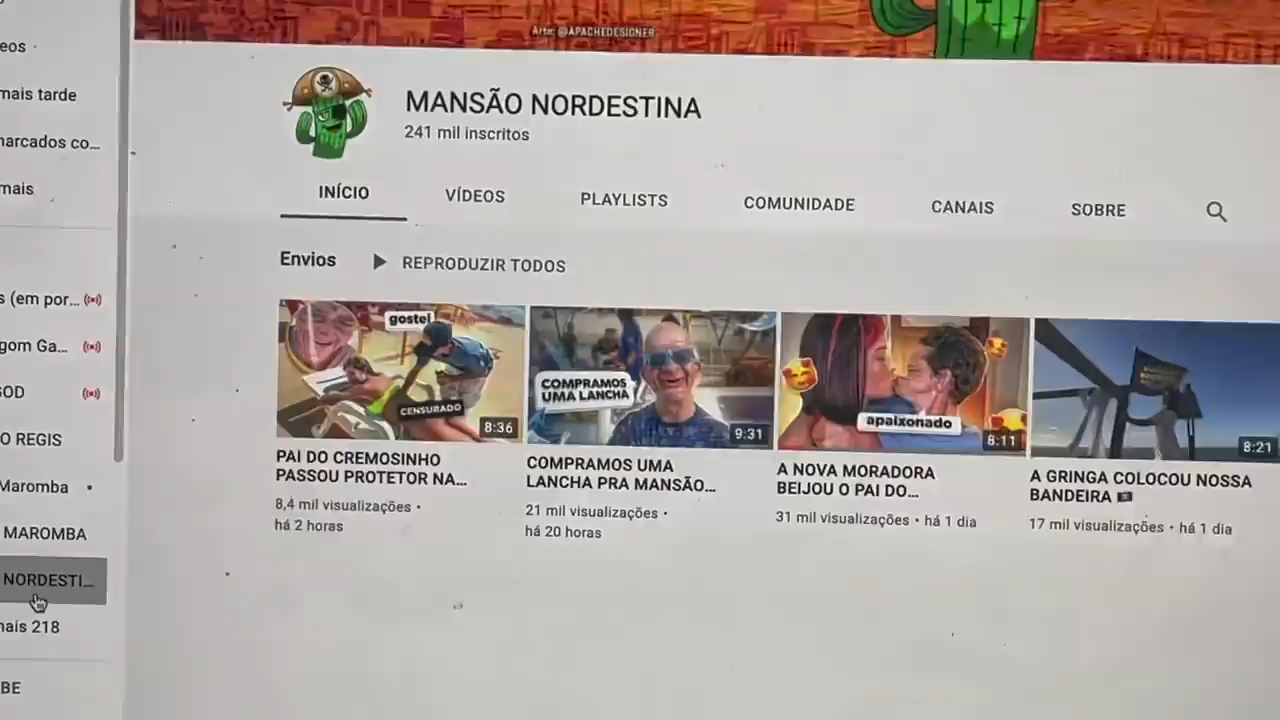 Arte: @APACHEDESIGNER
MANSÃO NORDESTINA
241 mil inscritos
INÍCIO
VÍDEOS
PLAYLISTS
COMUNIDADE
CANAIS
SOBRE
Envios
REPRODUZIR TODOS
gostei
CENSURADO
8:36
COMPRAMOS
UMA LANCHA
9:31
apaixonado
8:11
8:21
PAI DO CREMOSINHO
PASSOU PROTETOR NA...
8,4 mil visualizações •
há 2 horas
COMPRAMOS UMA
LANCHA PRA MANSÃO...
21 mil visualizações •
há 20 horas
A NOVA MORADORA
BEIJOU O PAI DO...
31 mil visualizações • há 1 dia
A GRINGA COLOCOU NOSSA
BANDEIRA
17 mil visualizações • há 1 dia
eos
mais tarde
marcados co...
mais
s (em por...
gom Ga...
OD
O REGIS
Maromba •
MAROMBA
NORDESTI...
nais 218
BE